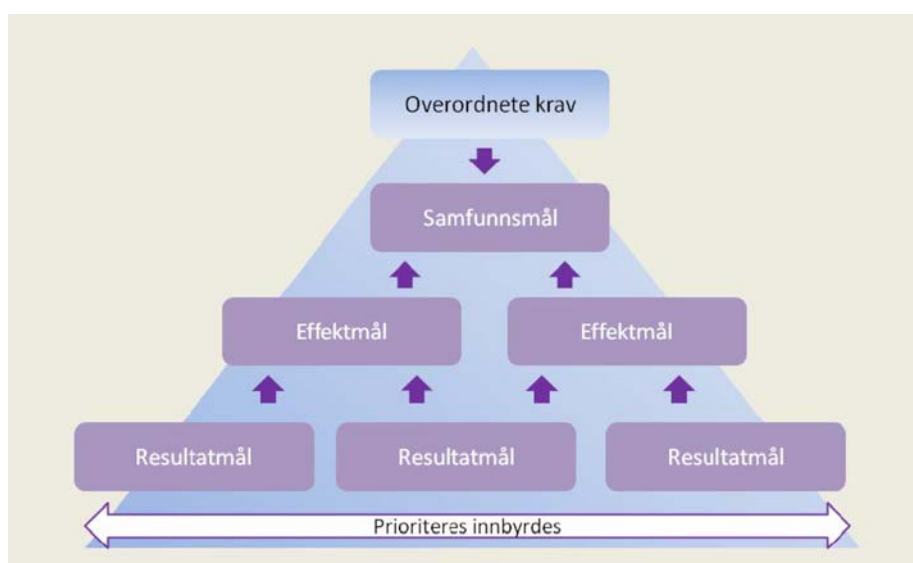 Overordnete krav
Samfunnsmål
Effektmål
Effektmål
Resultatmål
Resultatmål
Resultatmål
Prioriteres innbyrdes